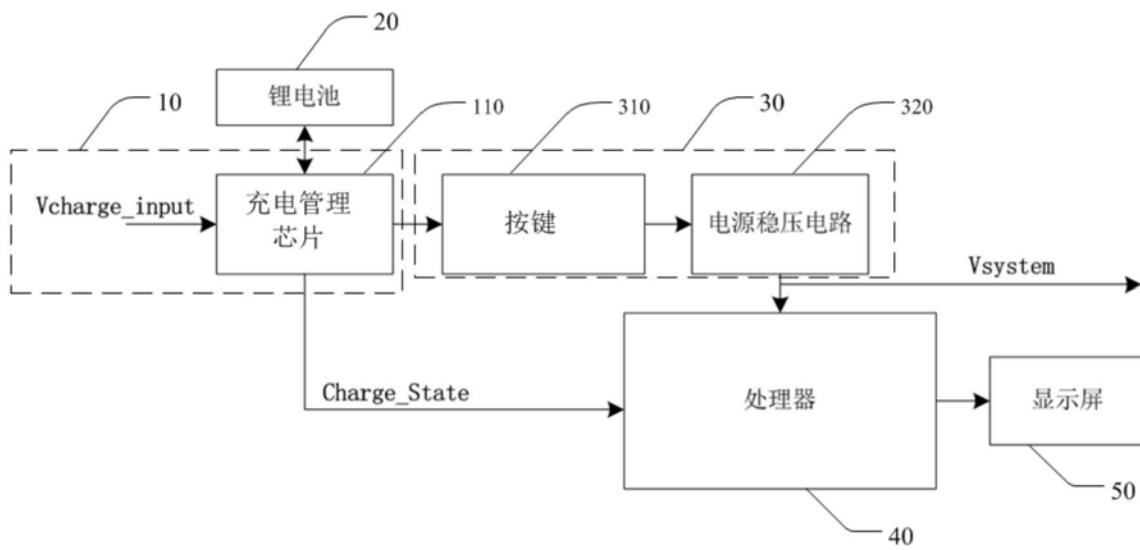 20
锂电池
10
110
30
320
310
Vcharge_input
充电管理
芯片
按键
电源稳压电路
Vsystem
Charge_State
处理器
显示屏
50
40